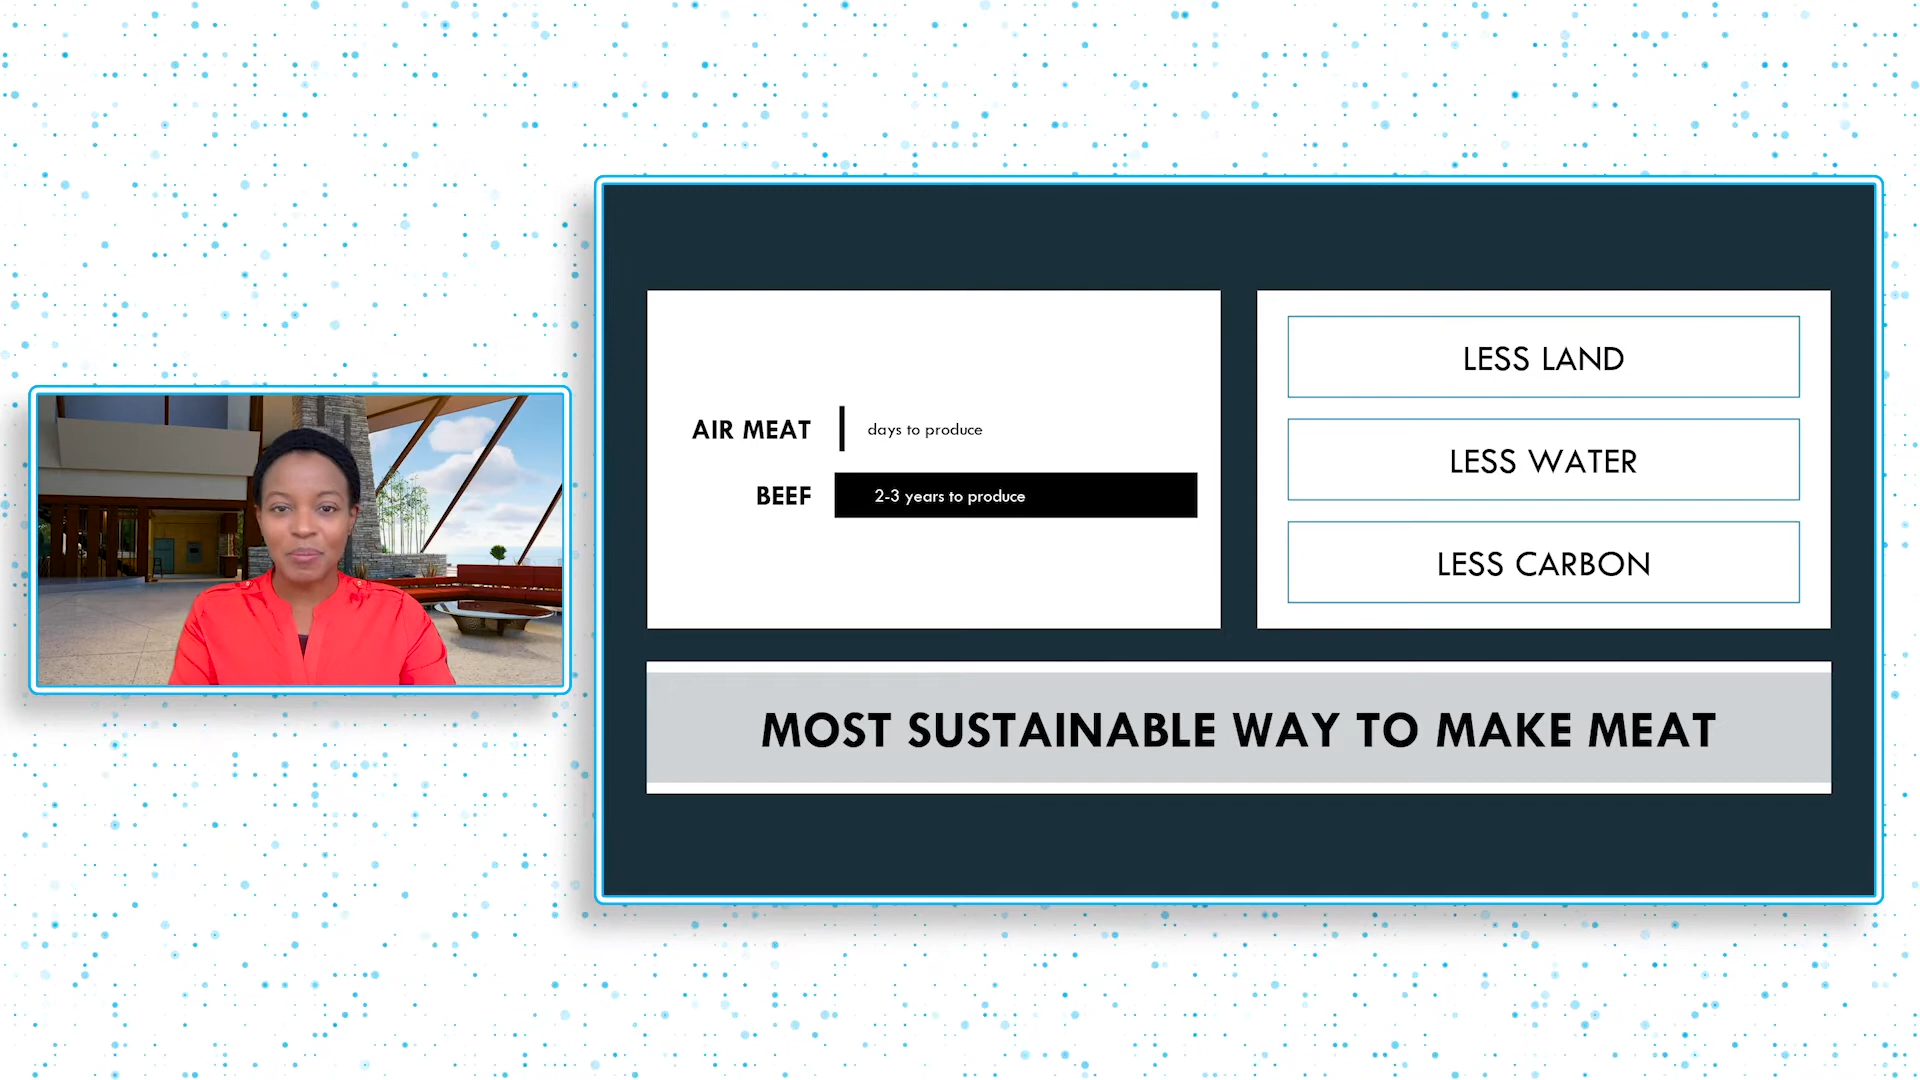 AIR MEAT
days to produce
BEEF
2-3 years to produce
LESS LAND
LESS WATER
LESS CARBON
MOST SUSTAINABLE WAY TO MAKE MEAT